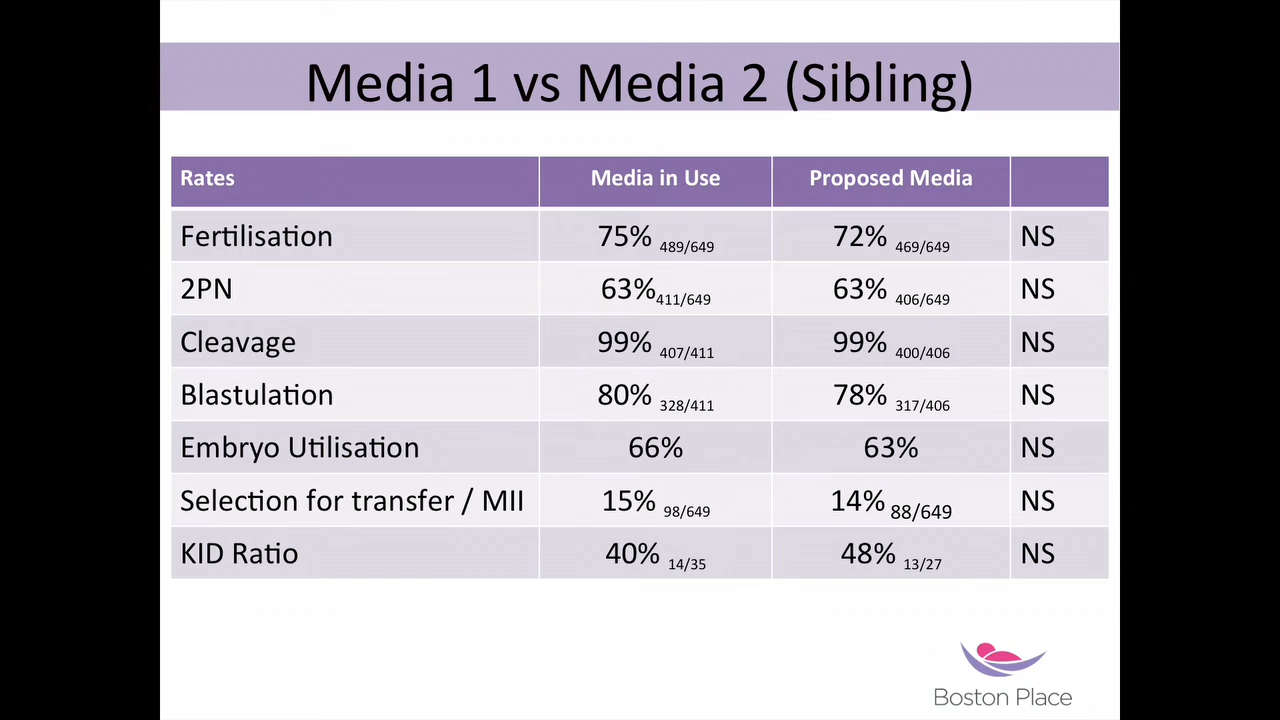 Media 1 vs Media 2 (Sibling)
Rates Media in Use Proposed Media
Fertilisation 75% 489/649 72% 469/649 NS
2PN 63% 411/649 63% 406/649 NS
Cleavage 99% 407/411 99% 400/406 NS
Blastulation 80% 328/411 78% 317/406 NS
Embryo Utilisation 66% 63% NS
Selection for transfer / MII 15% 98/649 14% 88/649 NS
KID Ratio 40% 14/35 48% 13/27 NS
Boston Place